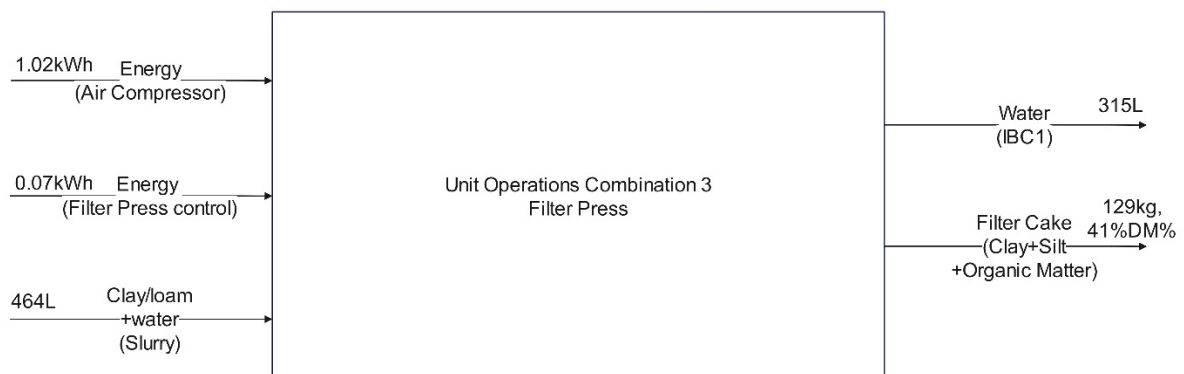 1.02kWh Energy
(Air Compressor)
0.07kWh Energy
(Filter Press control)
464L Clay/loam
+water
(Slurry)
Unit Operations Combination 3
Filter Press
Water 315L
(IBC1)
Filter Cake 129kg,
(Clay+Silt 41%DM%
+Organic Matter)